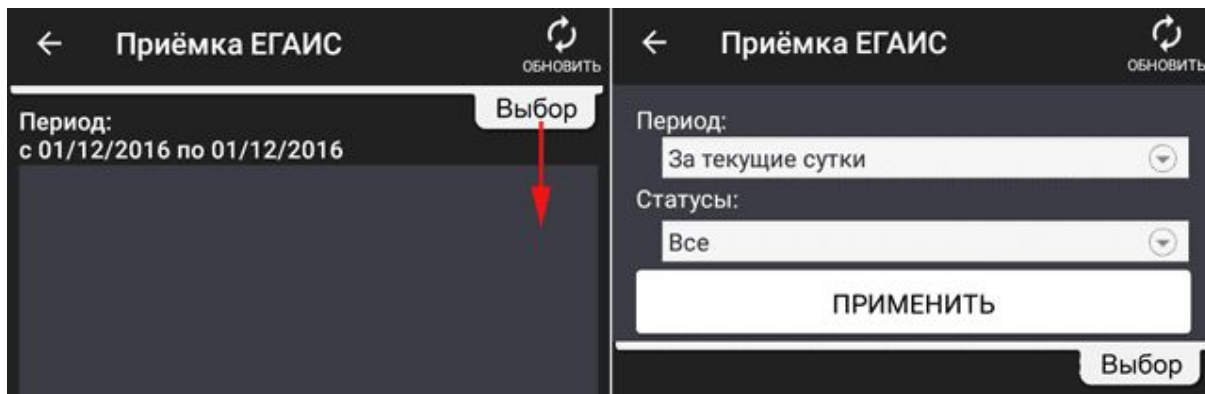 Приёмка ЕГАИС
ОБНОВИТЬ
Выбор
Период:
с 01/12/2016 по 01/12/2016
Приёмка ЕГАИС
ОБНОВИТЬ
Период:
За текущие сутки
Статусы:
Все
ПРИМЕНИТЬ
Выбор